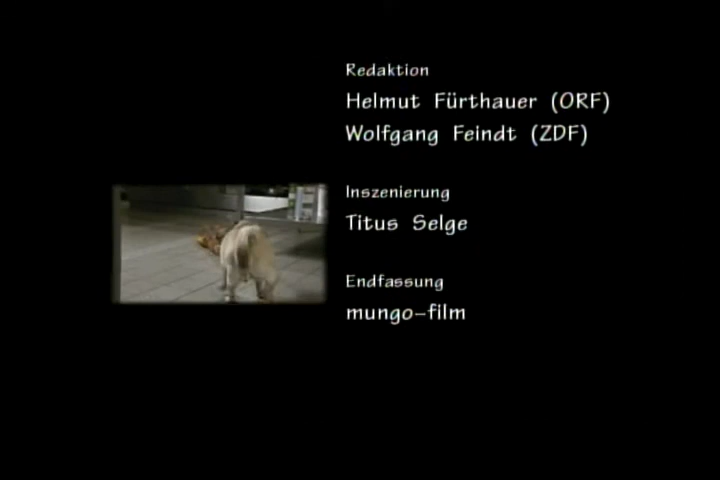 Redaktion
Helmut Fürthauer (ORF)
Wolfgang Feindt (ZDF)
Inszenierung
Titus Selge
Endfassung
mungo-film